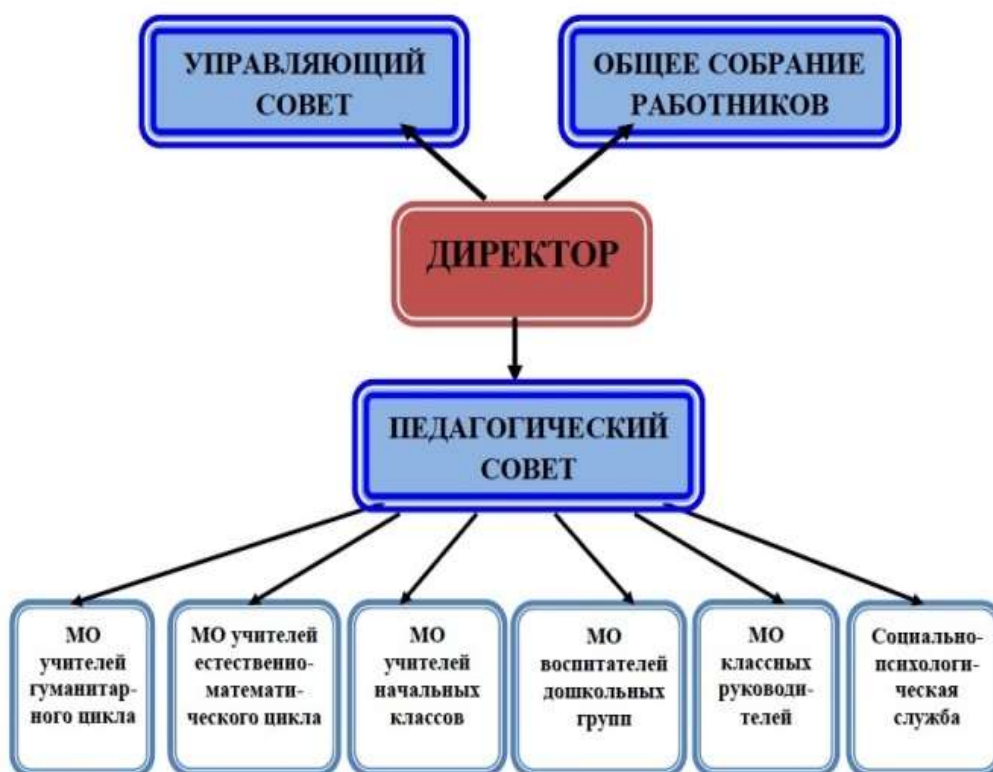 УПРАВЛЯЮЩИЙ
СОВЕТ
ОБЩЕЕ СОБРАНИЕ
РАБОТНИКОВ
ДИРЕКТОР
ПЕДАГОГИЧЕСКИЙ
СОВЕТ
МО
учителей
гуманитар-
ного цикла
МО учителей
естественно-
математи-
ческого цикла
МО
учителей
начальных
классов
МО
воспитателей
дошкольных
групп
МО
классных
руководи-
телей
Социально-
психологи-
ческая
служба